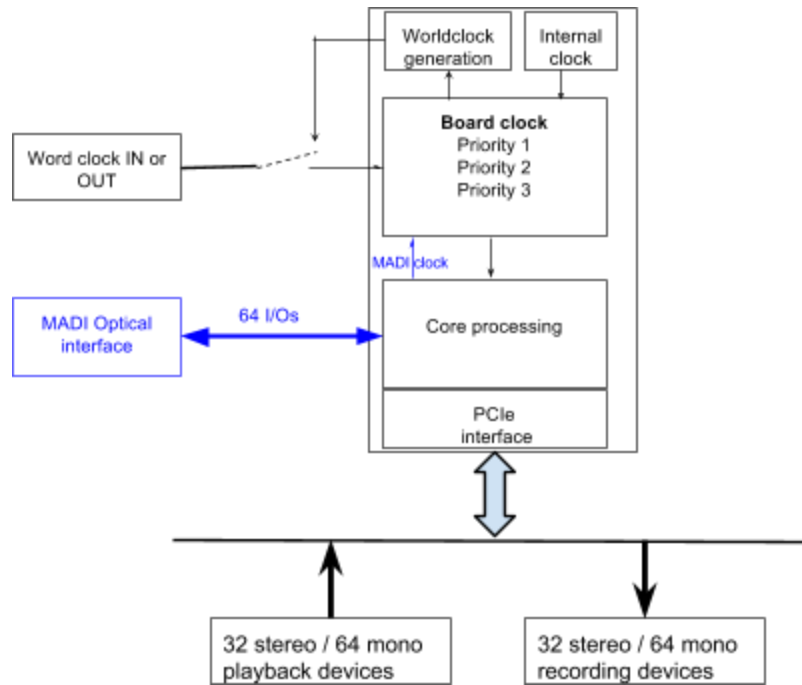 Worldclock
generation
Internal
clock
Board clock
Priority 1
Priority 2
Priority 3
Word clock IN or
OUT
MADI clock
MADI Optical
interface
64 I/Os
Core processing
PCIe
interface
32 stereo / 64 mono
playback devices
32 stereo / 64 mono
recording devices